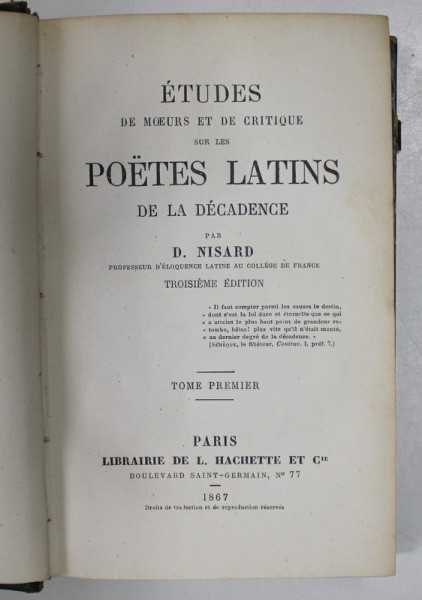 ÉTUDES
DE MŒURS ET DE CRITIQUE
SUR LES
POËTES LATINS
DE LA DÉCADENCE
PAR
D. NISARD
PROFESSEUR D'ÉLOQUENCE LATINE AU COLLÉGE DE FRANCE
TROISIÈME ÉDITION
« Il faut compter parmi les causes le destin,
« dont c'est la loi dure et éternelle que ce qui
« a atteint le plus haut point de grandeur re-
« tombe, hélas! plus vite qu'il n'était monté,
« au dernier degré de la décadence. »
(SÉNÈQUE, le Rhéteur, Controv. I, préf. 7.)
TOME PREMIER
PARIS
LIBRAIRIE DE L. HACHETTE ET Cie
BOULEVARD SAINT-GERMAIN, Nº 77
1867
Droits de traduction et de reproduction réservés